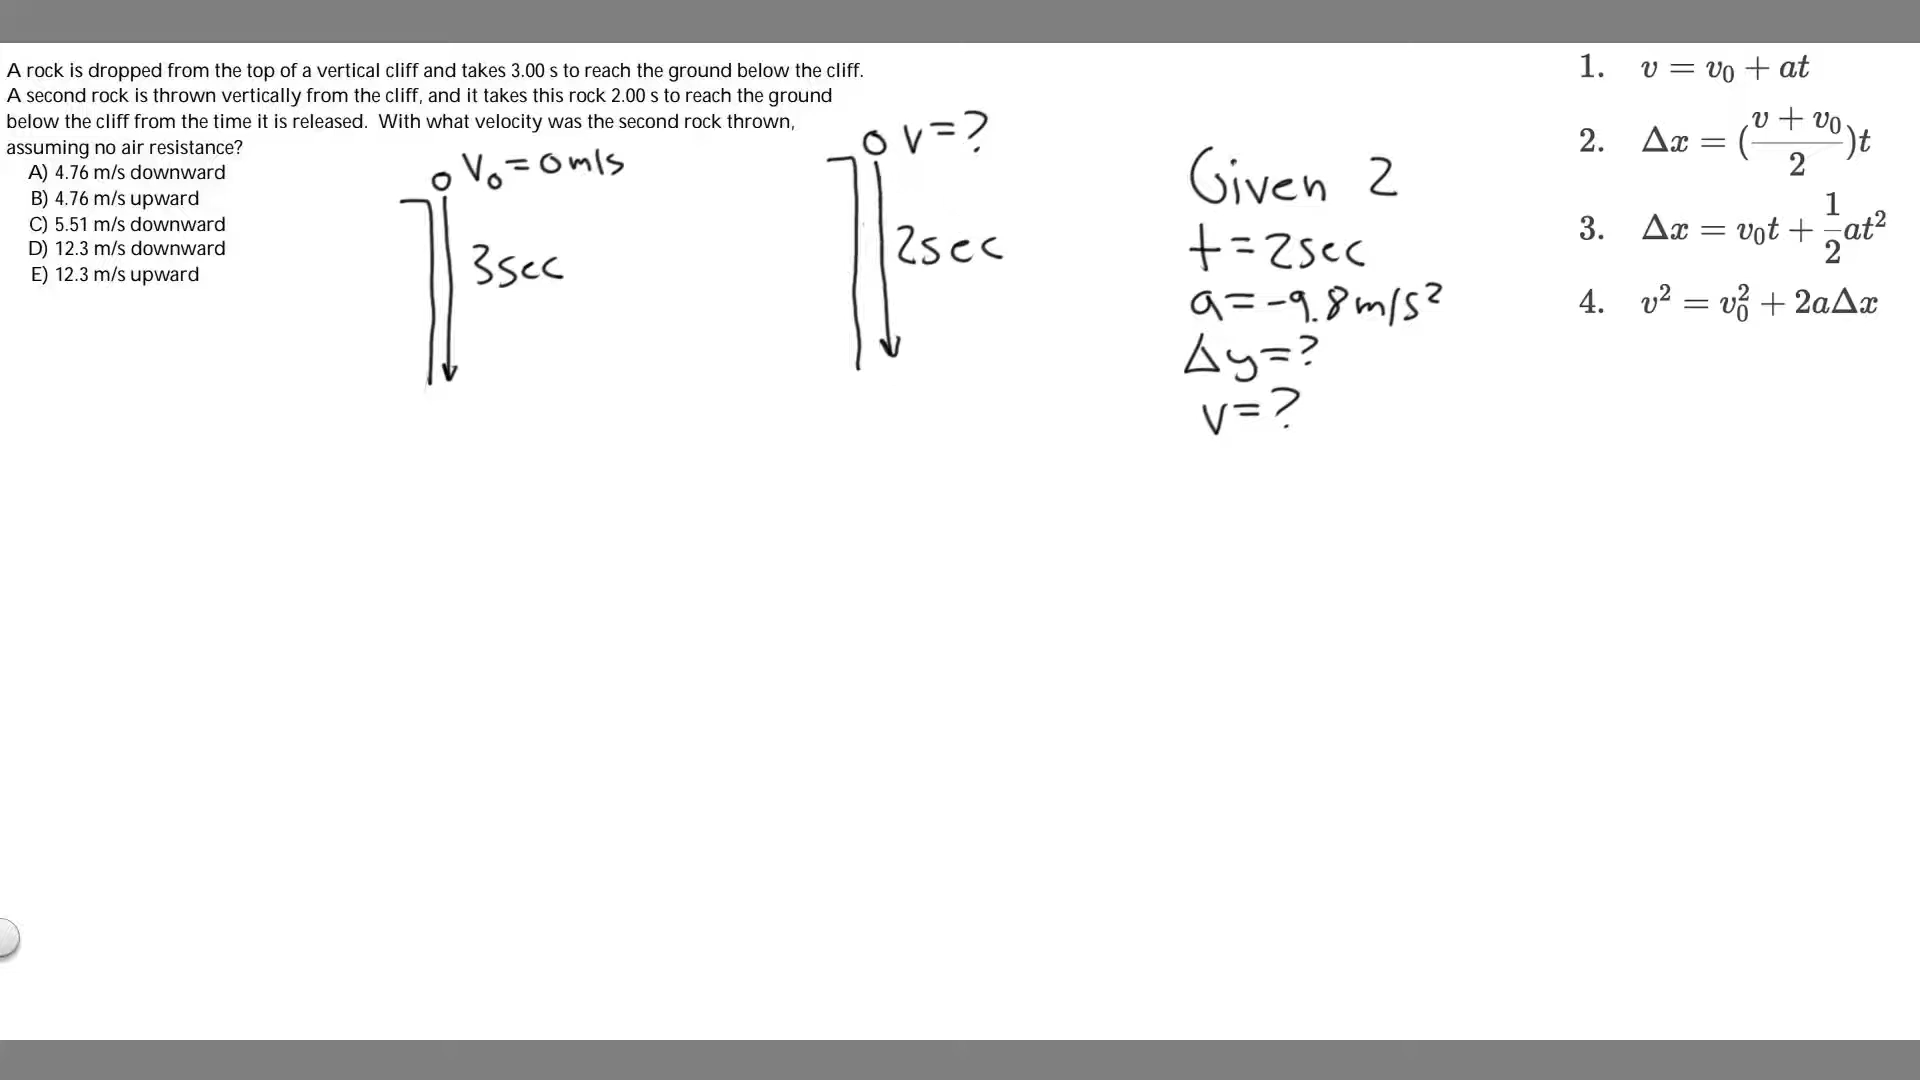 A rock is dropped from the top of a vertical cliff and takes 3.00 s to reach the ground below the cliff.
A second rock is thrown vertically from the cliff, and it takes this rock 2.00 s to reach the ground
below the cliff from the time it is released.  With what velocity was the second rock thrown,
assuming no air resistance?
A) 4.76 m/s downward
B) 4.76 m/s upward
C) 5.51 m/s downward
D) 12.3 m/s downward
E) 12.3 m/s upward
V₀=0m/s
3sec
v=?
2sec
Given 2
t=2sec
a=-9.8m/s²
Δy=?
v=?
1. v = v₀ + at
2. Δx = ((v + v₀)/2)t
3. Δx = v₀t + 1/2 at²
4. v² = v₀² + 2aΔx